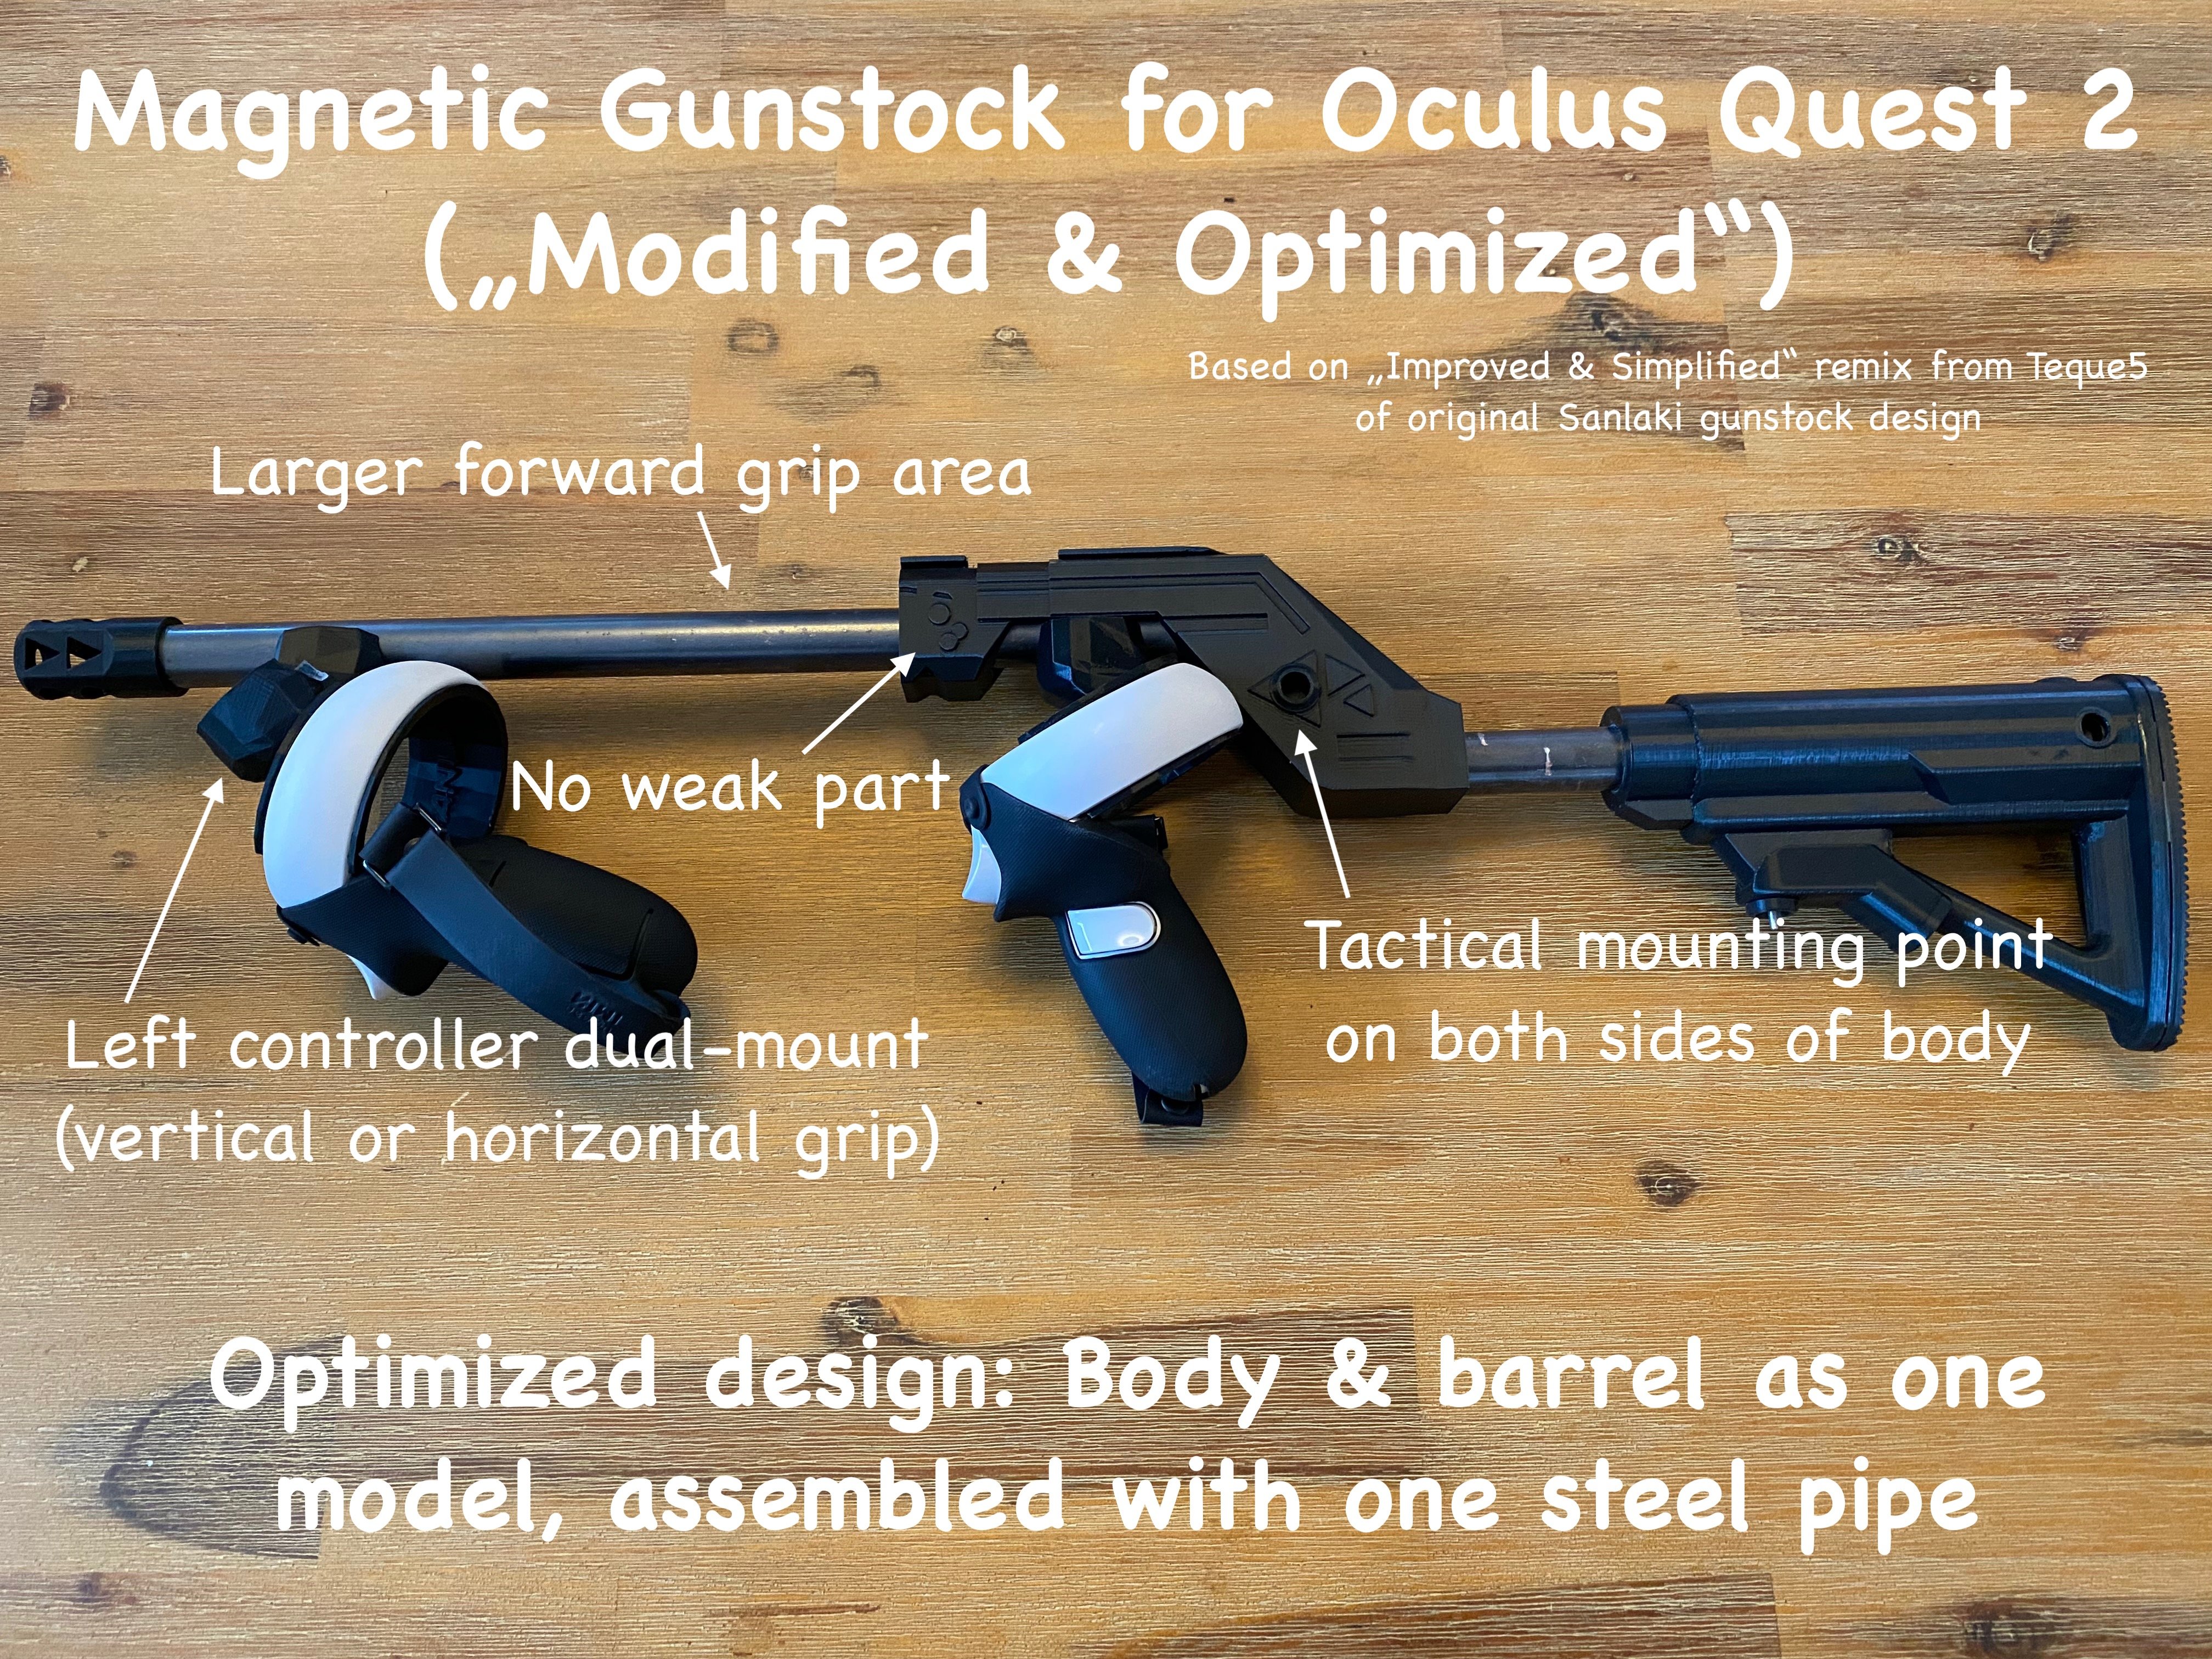 Magnetic Gunstock for Oculus Quest 2
(„Modified & Optimized“)
Based on „Improved & Simplified“ remix from Teque5
of original Sanlaki gunstock design
Larger forward grip area
No weak part
Tactical mounting point
on both sides of body
Left controller dual-mount
(vertical or horizontal grip)
Optimized design: Body & barrel as one
model, assembled with one steel pipe